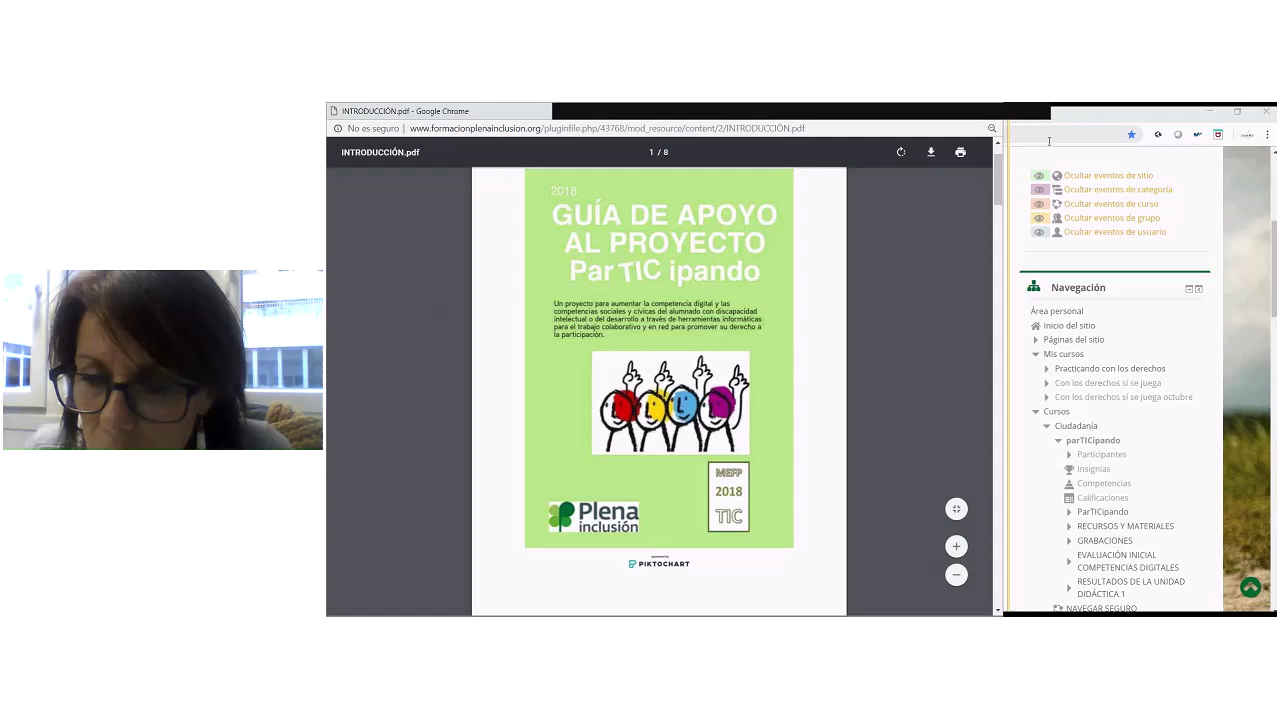 INTRODUCCIÓN.pdf - Google Chrome
No es seguro | www.formacionplenainclusion.org/pluginfile.php/43768/mod_resource/content/2/INTRODUCCIÓN.pdf
INTRODUCCIÓN.pdf
1 / 8
2018
GUÍA DE APOYO
AL PROYECTO
ParTICipando
Un proyecto para aumentar la competencia digital y las
competencias sociales y cívicas del alumnado con discapacidad
intelectual o del desarrollo a través de herramientas informáticas
para el trabajo colaborativo y en red para promover su derecho a
la participación.
MEFP
2018
TIC
Plena
inclusión
PIKTOCHART
Ocultar eventos de sitio
Ocultar eventos de categoría
Ocultar eventos de curso
Ocultar eventos de grupo
Ocultar eventos de usuario
Navegación
Área personal
Inicio del sitio
Páginas del sitio
Mis cursos
Practicando con los derechos
Con los derechos sí se juega
Con los derechos sí se juega octubre
Cursos
Ciudadanía
parTICipando
Participantes
Insignias
Competencias
Calificaciones
ParTICipando
RECURSOS Y MATERIALES
GRABACIONES
EVALUACIÓN INICIAL
COMPETENCIAS DIGITALES
RESULTADOS DE LA UNIDAD
DIDÁCTICA 1
NAVEGAR SEGURO